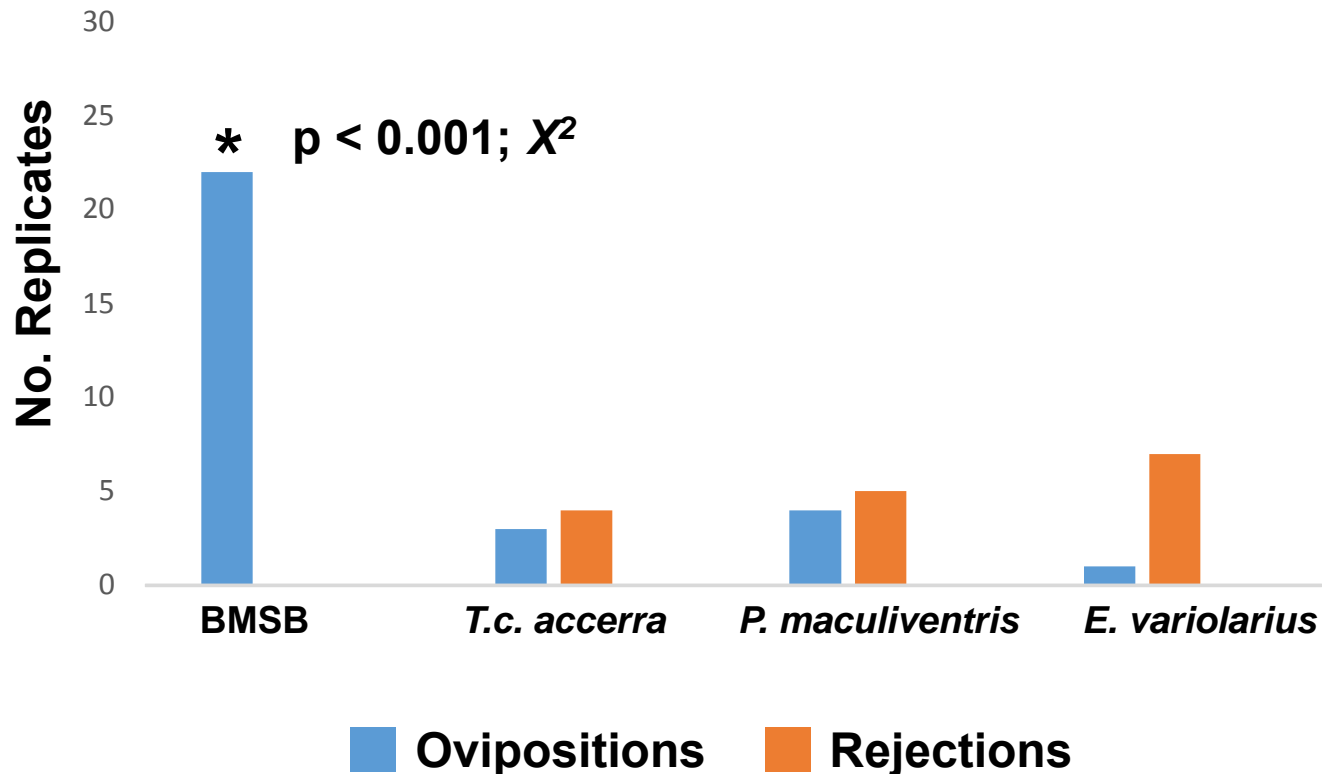 30
25
20
15
10
5
0
No. Replicates
* p < 0.001; X²
BMSB T.c. accerra P. maculiventris E. variolarius
Ovipositions Rejections